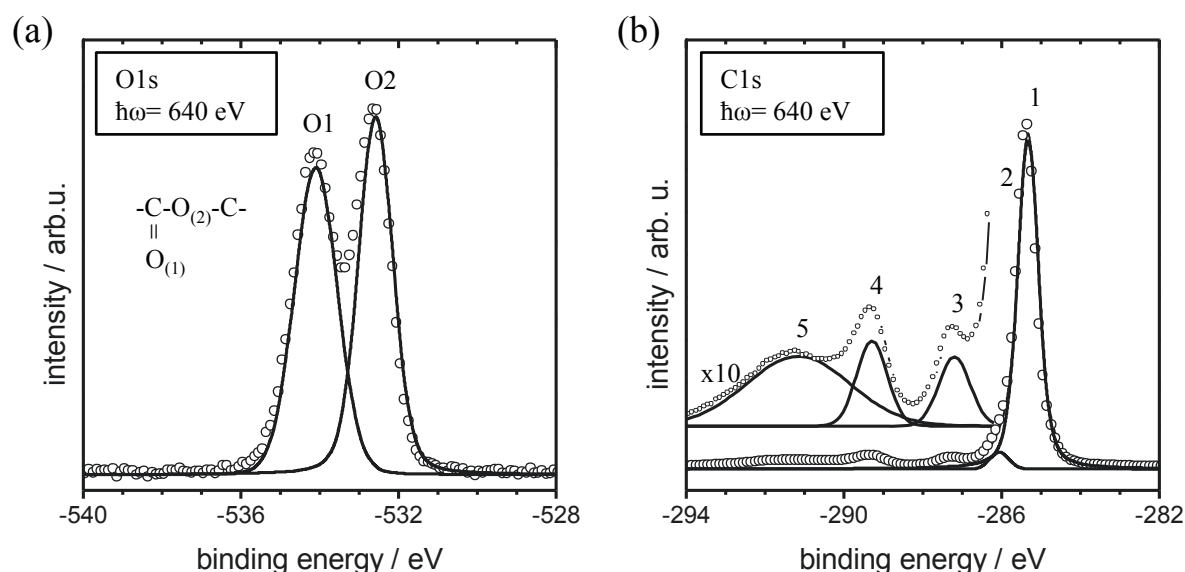 (a)
O1s
ħω= 640 eV
O1
O2
-C-O(2)-C-
=
O(1)
intensity / arb.u.
-540
-536
-532
-528
binding energy / eV
(b)
C1s
ħω= 640 eV
1
2
3
4
5
x10
intensity / arb. u.
-294
-290
-286
-282
binding energy / eV